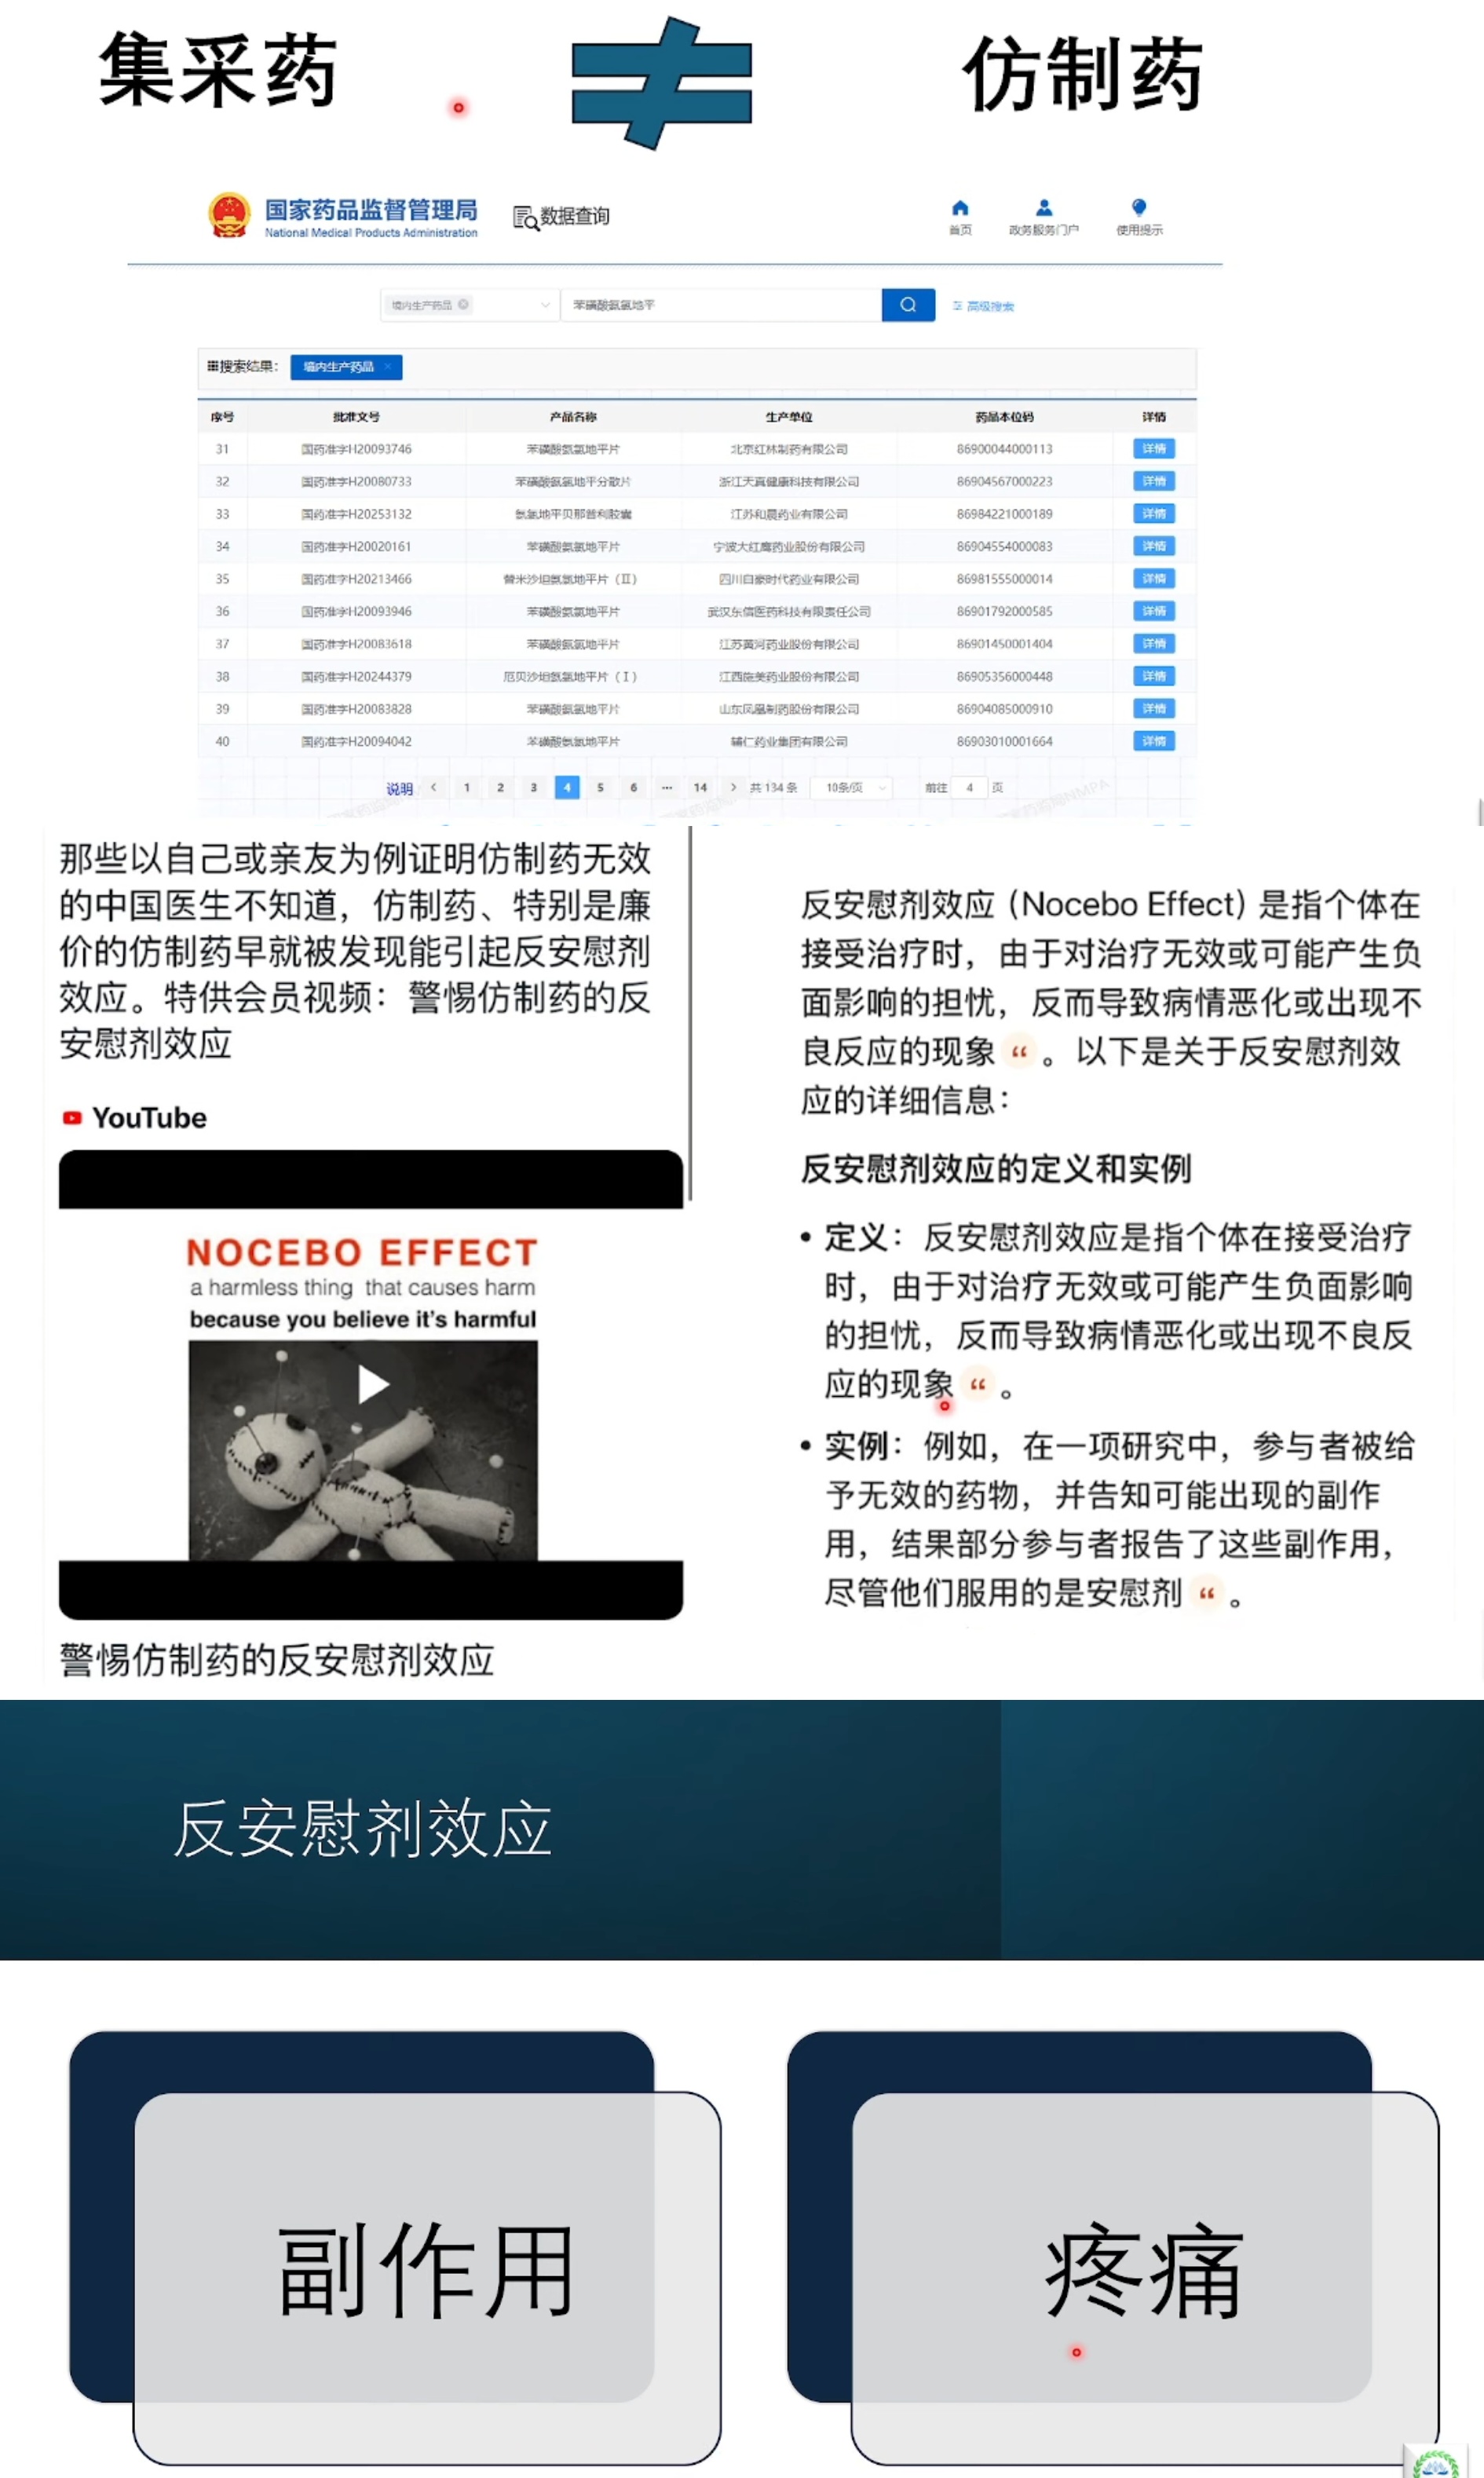 集采药
仿制药
国家药品监督管理局
National Medical Products Administration
数据查询
首页
政务服务门户
使用提示
境内生产药品
苯磺酸氨氯地平
高级搜索
搜索结果：
境内生产药品
序号 批准文号 产品名称 生产单位 药品本位码 详情
31 国药准字H20093746 苯磺酸氨氯地平片 北京红林制药有限公司 86900044000113 详情
32 国药准字H20080733 苯磺酸氨氯地平分散片 浙江天真健康科技有限公司 86904567000223 详情
33 国药准字H20253132 氨氯地平贝那普利胶囊 江苏和晨药业有限公司 86984221000189 详情
34 国药准字H20020161 苯磺酸氨氯地平片 宁波大红鹰药业股份有限公司 86904554000083 详情
35 国药准字H20213466 替米沙坦氨氯地平片（II） 四川自豪时代药业有限公司 86981555000014 详情
36 国药准字H20093946 苯磺酸氨氯地平片 武汉东信医药科技有限责任公司 86901792000585 详情
37 国药准字H20083618 苯磺酸氨氯地平片 江苏黄河药业股份有限公司 86901450001404 详情
38 国药准字H20244379 厄贝沙坦氨氯地平片（I） 江西施美药业股份有限公司 86905356000448 详情
39 国药准字H20083828 苯磺酸氨氯地平片 山东凤凰制药股份有限公司 86904085000910 详情
40 国药准字H20094042 苯磺酸氨氯地平片 辅仁药业集团有限公司 86903010001664 详情
说明 1 2 3 4 5 6 ... 14 共 134 条 10条/页 前往 4 页
那些以自己或亲友为例证明仿制药无效
的中国医生不知道，仿制药、特别是廉
价的仿制药早就被发现能引起反安慰剂
效应。特供会员视频：警惕仿制药的反
安慰剂效应
YouTube
NOCEBO EFFECT
a harmless thing that causes harm
because you believe it's harmful
警惕仿制药的反安慰剂效应
反安慰剂效应（Nocebo Effect）是指个体在
接受治疗时，由于对治疗无效或可能产生负
面影响的担忧，反而导致病情恶化或出现不
良反应的现象“。以下是关于反安慰剂效
应的详细信息：
反安慰剂效应的定义和实例
• 定义：反安慰剂效应是指个体在接受治疗
时，由于对治疗无效或可能产生负面影响
的担忧，反而导致病情恶化或出现不良反
应的现象“。
• 实例：例如，在一项研究中，参与者被给
予无效的药物，并告知可能出现的副作
用，结果部分参与者报告了这些副作用，
尽管他们服用的是安慰剂“。
反安慰剂效应
副作用
疼痛